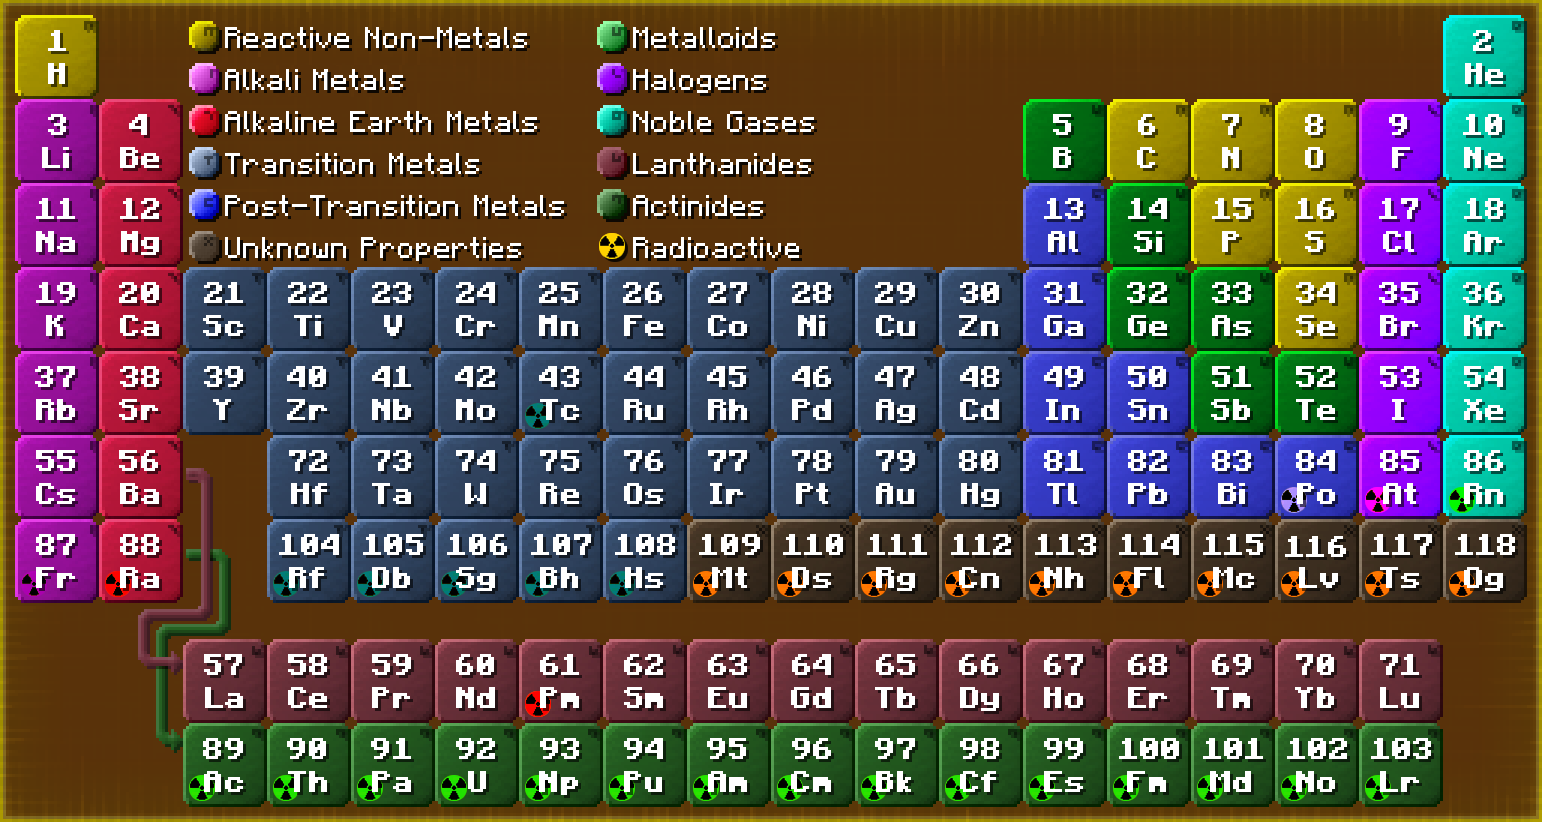 1 Reactive Non-Metals Metalloids 2
H Alkali Metals Halogens He
3 4 Alkaline Earth Metals Noble Gases 5 6 7 8 9 10
Li Be Transition Metals Lanthanides B C N O F Ne
11 12 Post-Transition Metals Actinides 13 14 15 16 17 18
Na Mg Unknown Properties Radioactive Al Si P S Cl Ar
19 20 21 22 23 24 25 26 27 28 29 30 31 32 33 34 35 36
K Ca Sc Ti V Cr Mn Fe Co Ni Cu Zn Ga Ge As Se Br Kr
37 38 39 40 41 42 43 44 45 46 47 48 49 50 51 52 53 54
Rb Sr Y Zr Nb Mo Tc Ru Rh Pd Ag Cd In Sn Sb Te I Xe
55 56 72 73 74 75 76 77 78 79 80 81 82 83 84 85 86
Cs Ba Hf Ta W Re Os Ir Pt Au Hg Tl Pb Bi Po At Rn
87 88 104 105 106 107 108 109 110 111 112 113 114 115 116 117 118
Fr Ra Rf Db Sg Bh Hs Mt Ds Rg Cn Nh Fl Mc Lv Ts Og
57 58 59 60 61 62 63 64 65 66 67 68 69 70 71
La Ce Pr Nd Pm Sm Eu Gd Tb Dy Ho Er Tm Yb Lu
89 90 91 92 93 94 95 96 97 98 99 100 101 102 103
Ac Th Pa U Np Pu Am Cm Bk Cf Es Fm Md No Lr